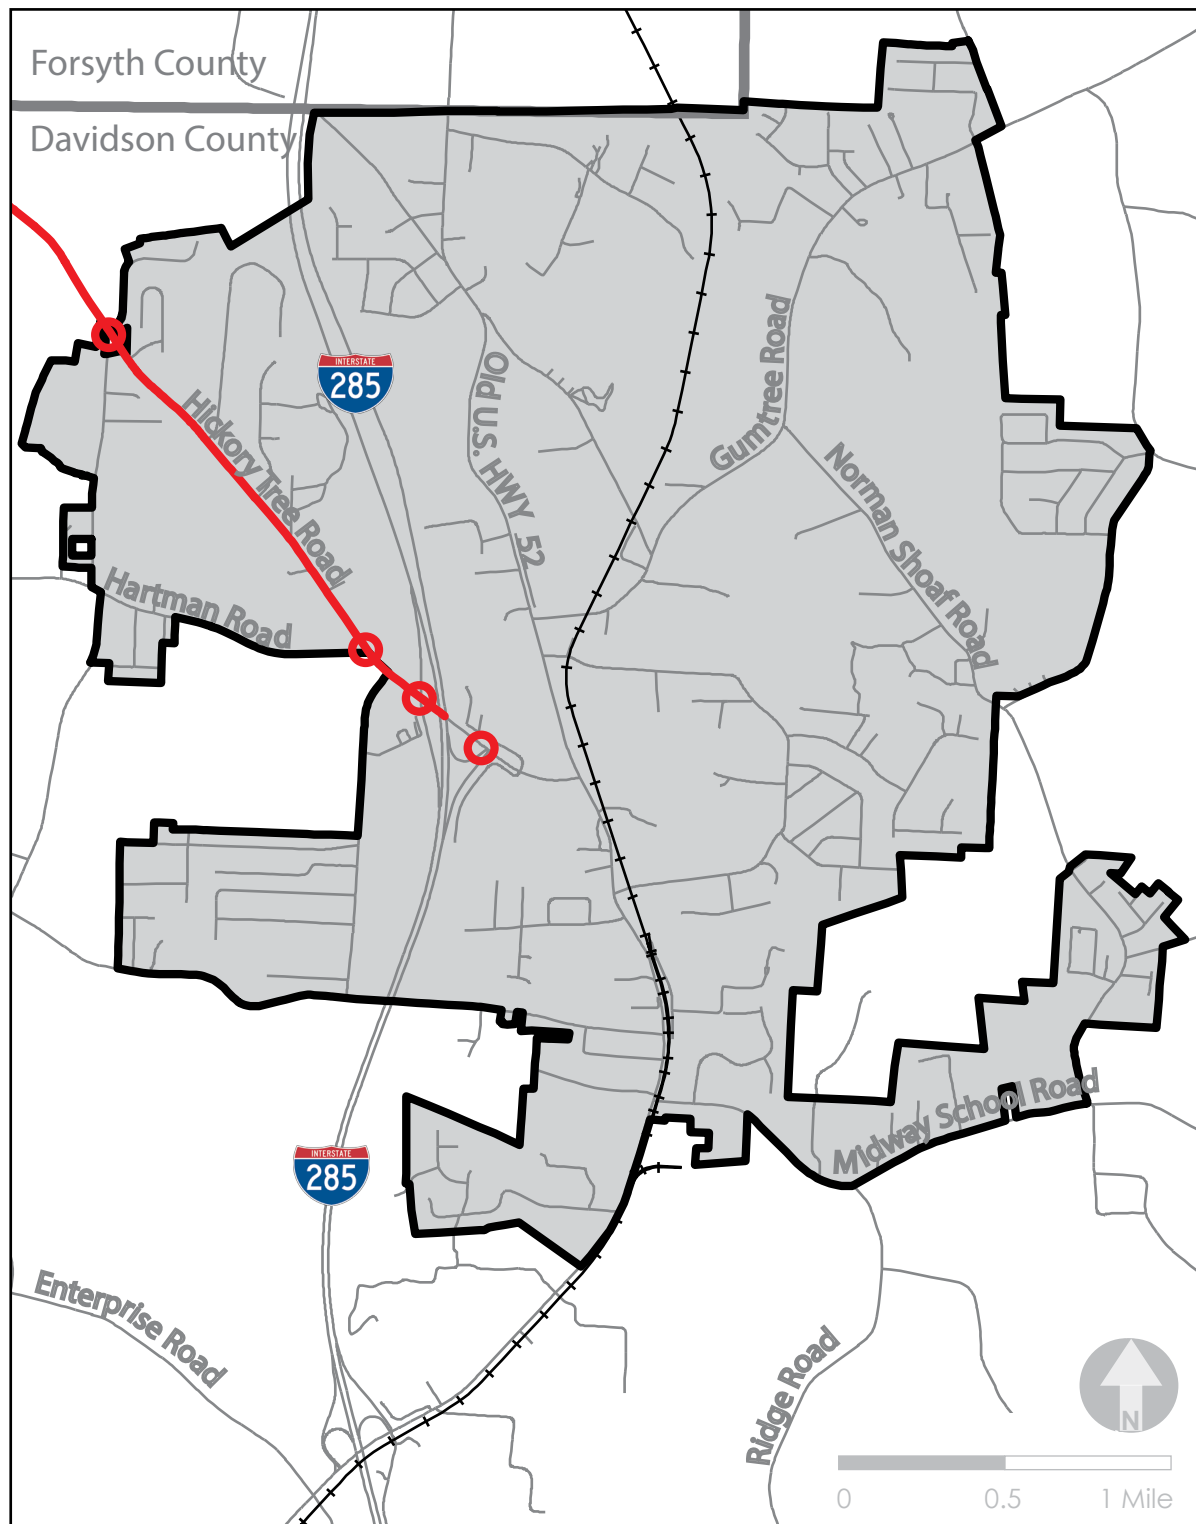 Forsyth County
Davidson County
INTERSTATE
285
Hickory Tree Road
Old U.S. HWY 52
Gumtree Road
Norman Shoaf Road
Hartman Road
Midway School Road
INTERSTATE
285
Enterprise Road
Ridge Road
N
0 0.5 1 Mile